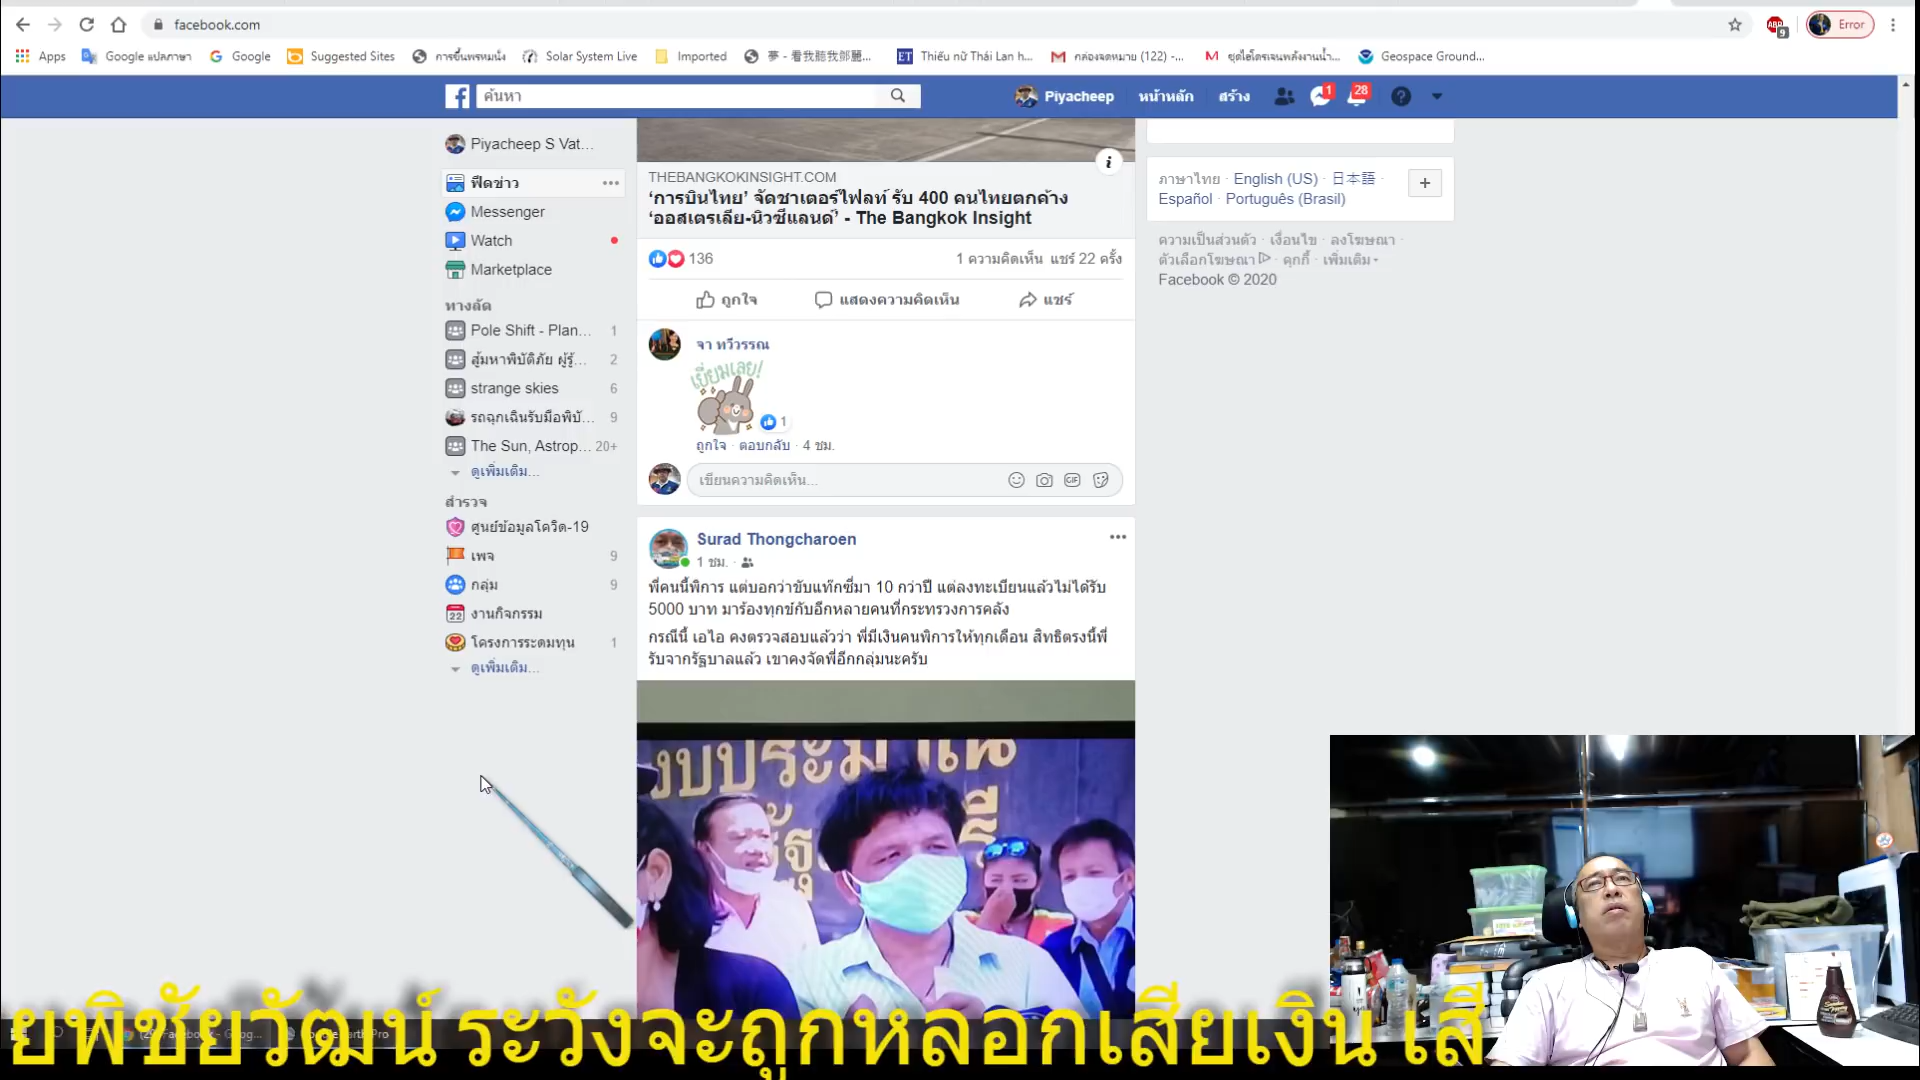 facebook.com
Error
9
Apps
Google แปลภาษา
Google
Suggested Sites
การขึ้นพรหมนั่ง
Solar System Live
Imported
夢 - 看我聽我鄧麗...
Thiếu nữ Thái Lan h...
กล่องจดหมาย (122) -...
ชุดไฮโดรเจนพลังงานน้ำ...
Geospace Ground...
ค้นหา
Piyacheep
หน้าหลัก
สร้าง
1
28
Piyacheep S Vat...
ฟีดข่าว
Messenger
Watch
Marketplace
ทางลัด
Pole Shift - Plan... 1
สู้มหาพิบัติภัย ผู้รู้... 2
strange skies 6
รถฉุกเฉินรับมือพิบั... 9
The Sun, Astrop... 20+
ดูเพิ่มเติม...
สำรวจ
ศูนย์ข้อมูลโควิด-19
เพจ 9
กลุ่ม 9
22 งานกิจกรรม
โครงการระดมทุน 1
ดูเพิ่มเติม...
THEBANGKOKINSIGHT.COM
‘การบินไทย’ จัดชาเตอร์ไฟลท์ รับ 400 คนไทยตกค้าง
‘ออสเตรเลีย-นิวซีแลนด์’ - The Bangkok Insight
136
1 ความคิดเห็น แชร์ 22 ครั้ง
ถูกใจ
แสดงความคิดเห็น
แชร์
จา ทวีวรรณ
เยี่ยมเลย!
1
ถูกใจ · ตอบกลับ · 4 ชม.
เขียนความคิดเห็น...
GIF
Surad Thongcharoen
1 ชม. ·
พี่คนนี้พิการ แต่บอกว่าขับแท๊กซี่มา 10 กว่าปี แต่ลงทะเบียนแล้วไม่ได้รับ
5000 บาท มาร้องทุกข์กับอีกหลายคนที่กระทรวงการคลัง
กรณีนี้ เอไอ คงตรวจสอบแล้วว่า พี่มีเงินคนพิการให้ทุกเดือน สิทธิตรงนี้พี่
รับจากรัฐบาลแล้ว เขาคงจัดพี่อีกกลุ่มนะครับ
งบประมาณ
ภาษาไทย · English (US) · 日本語 ·
Español · Português (Brasil)
ความเป็นส่วนตัว · เงื่อนไข · ลงโฆษณา ·
ตัวเลือกโฆษณา · คุกกี้ · เพิ่มเติม
Facebook © 2020
ยพิชัยวัฒน์ ระวังจะถูกหลอกเสียเงิน เสี